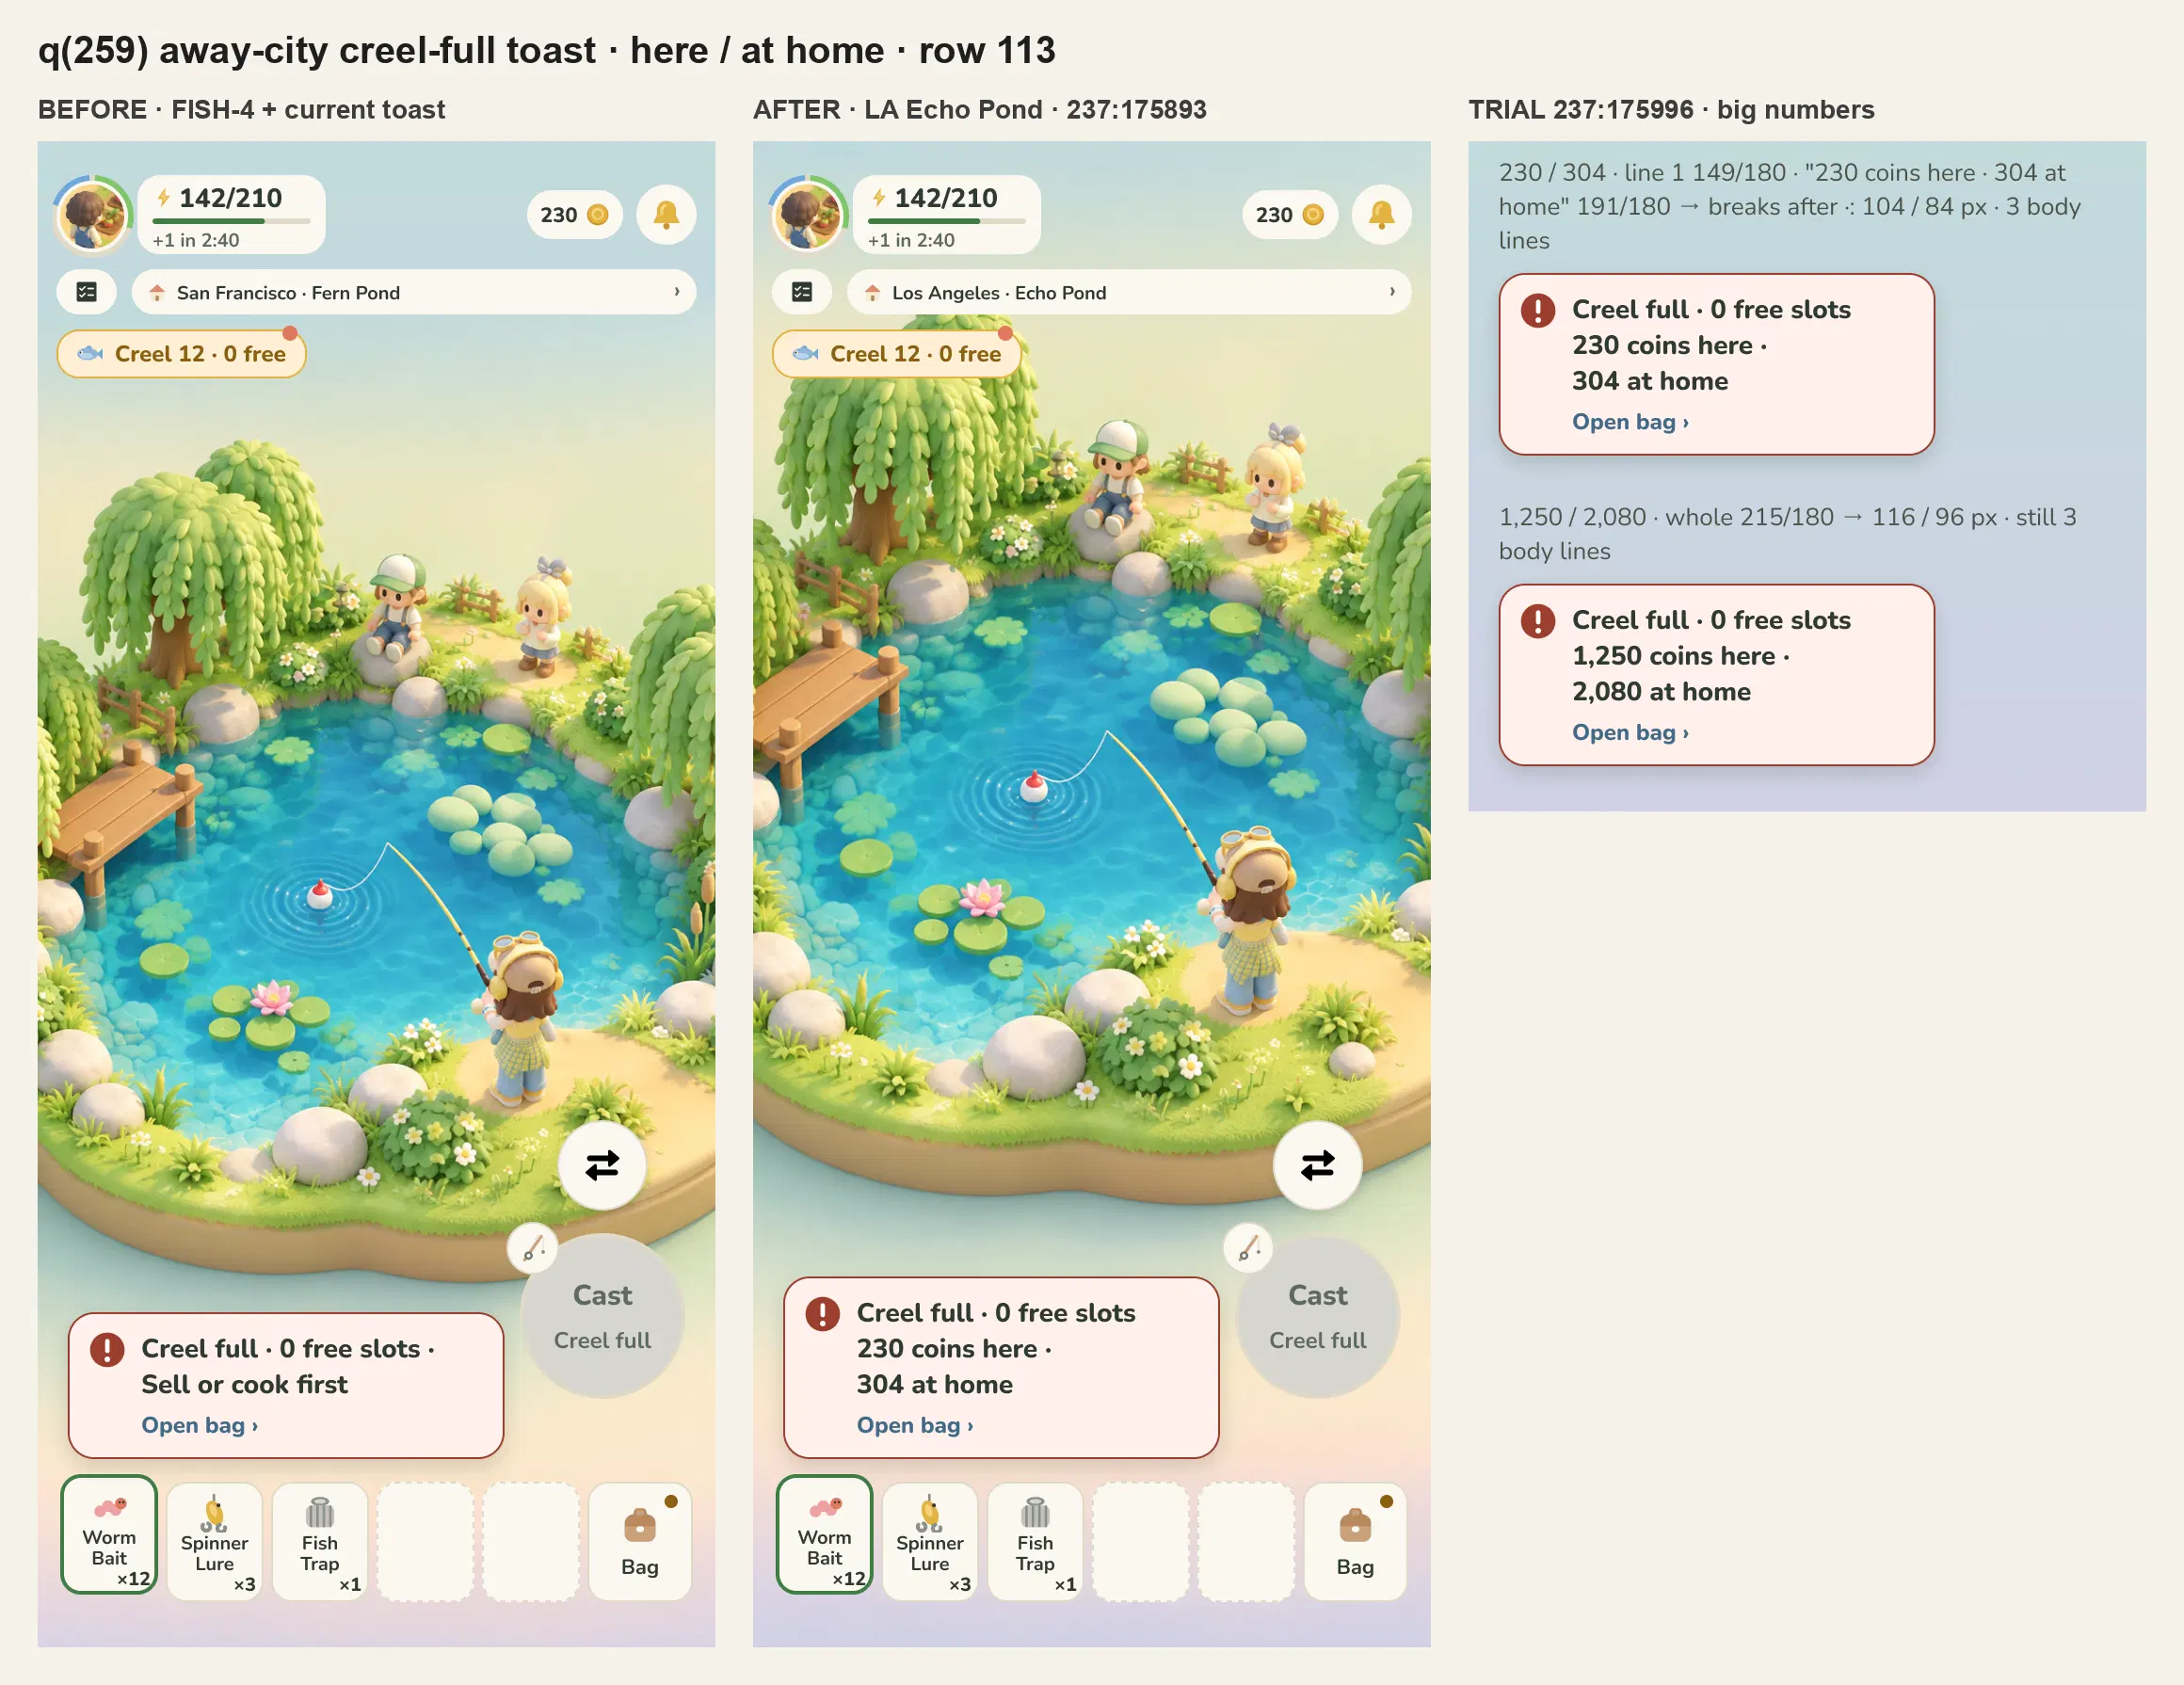 q(259) away-city creel-full toast · here / at home · row 113
BEFORE · FISH-4 + current toast
142/210
+1 in 2:40
230
San Francisco · Fern Pond
›
Creel 12 · 0 free
Cast
Creel full
Creel full · 0 free slots ·
Sell or cook first
Open bag ›
Worm
Bait
×12
Spinner
Lure
×3
Fish
Trap
×1
Bag
AFTER · LA Echo Pond · 237:175893
142/210
+1 in 2:40
230
Los Angeles · Echo Pond
›
Creel 12 · 0 free
Cast
Creel full
Creel full · 0 free slots
230 coins here ·
304 at home
Open bag ›
Worm
Bait
×12
Spinner
Lure
×3
Fish
Trap
×1
Bag
TRIAL 237:175996 · big numbers
230 / 304 · line 1 149/180 · "230 coins here · 304 at
home" 191/180 → breaks after ·: 104 / 84 px · 3 body
lines
Creel full · 0 free slots
230 coins here ·
304 at home
Open bag ›
1,250 / 2,080 · whole 215/180 → 116 / 96 px · still 3
body lines
Creel full · 0 free slots
1,250 coins here ·
2,080 at home
Open bag ›